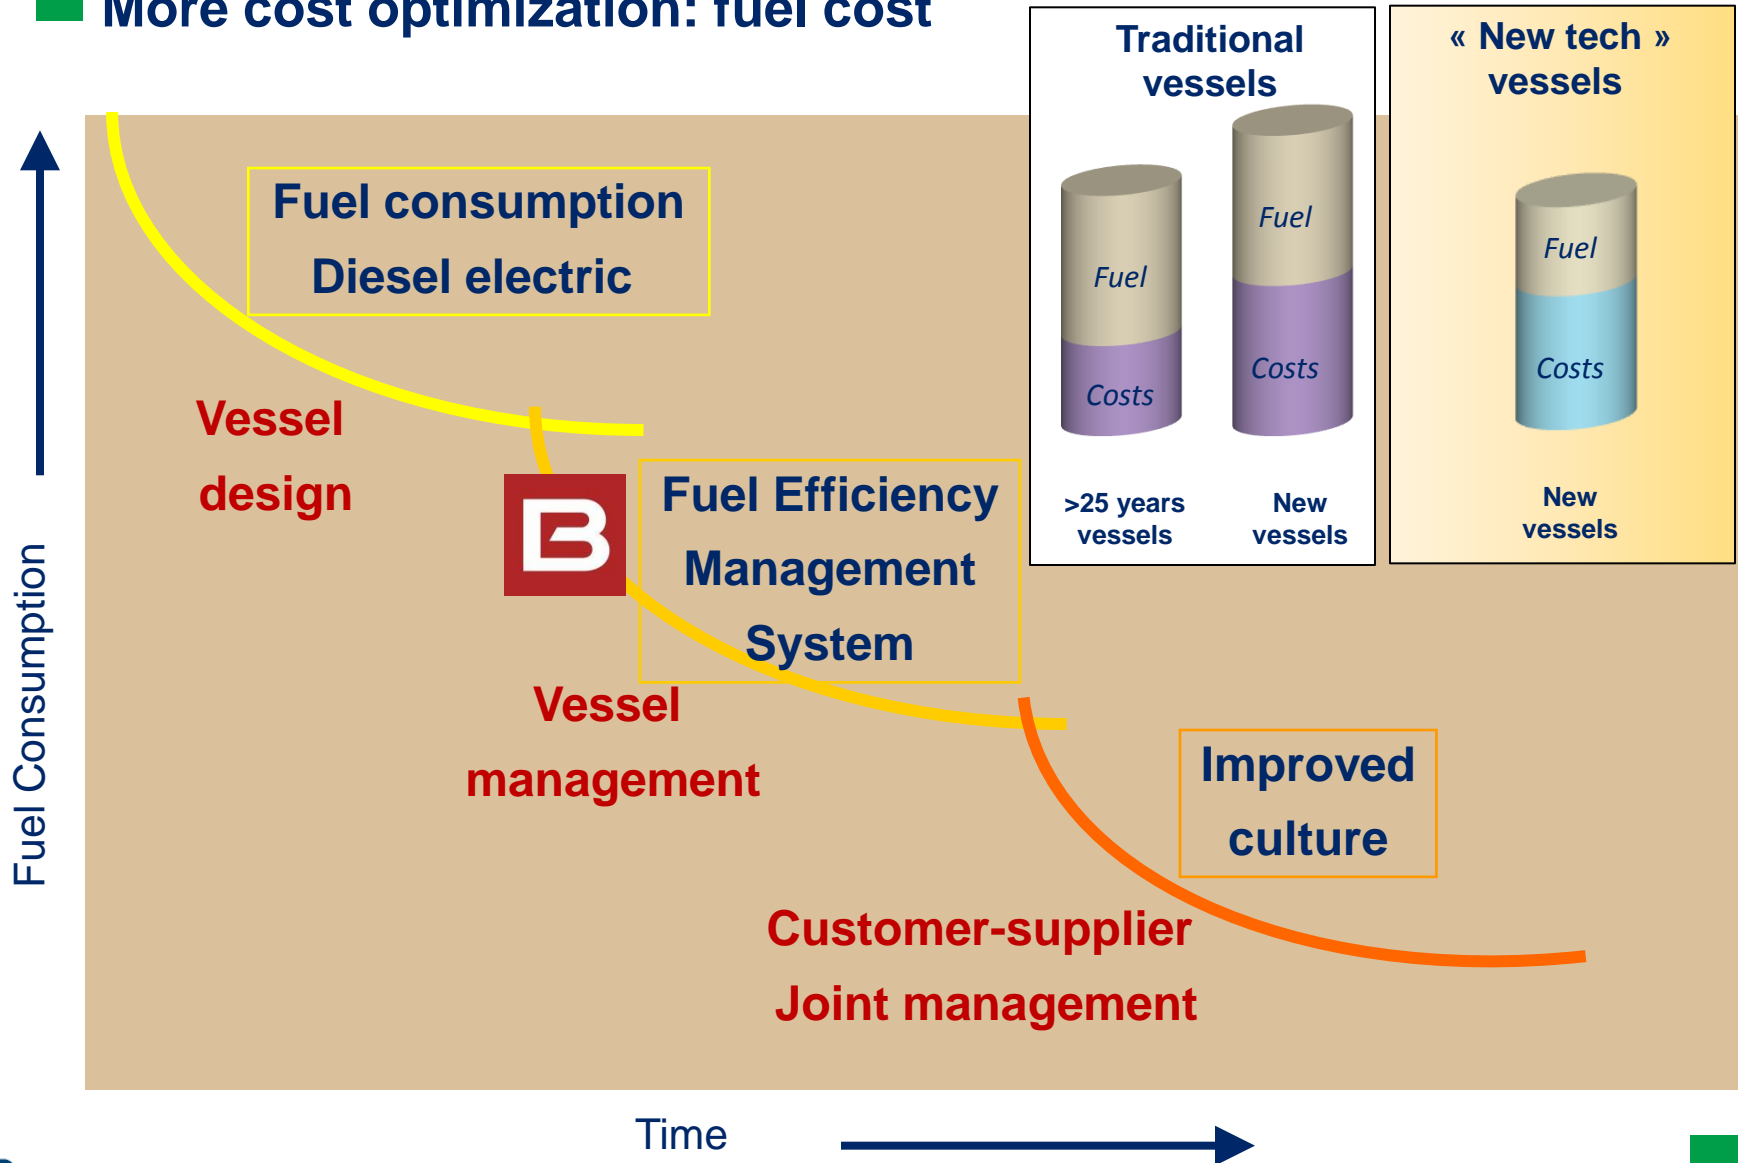 More cost optimization: fuel cost
Traditional
vessels
« New tech »
vessels
Fuel consumption
Diesel electric
Fuel
Costs
Fuel
Costs
Fuel
Costs
>25 years
vessels
New
vessels
New
vessels
Vessel
design
B
Fuel Efficiency
Management
System
Vessel
management
Improved
culture
Customer-supplier
Joint management
Fuel Consumption
Time